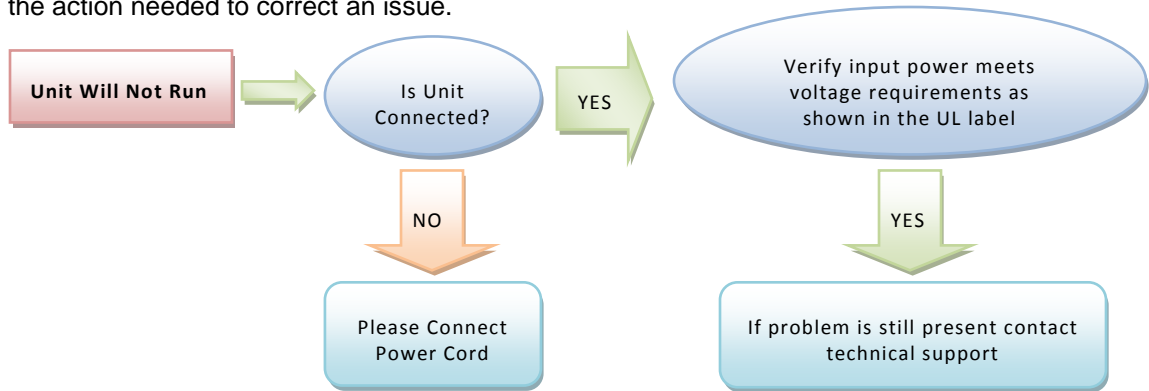 the action needed to correct an issue.
Unit Will Not Run
Is Unit
Connected?
YES
Verify input power meets
voltage requirements as
shown in the UL label
NO
YES
Please Connect
Power Cord
If problem is still present contact
technical support